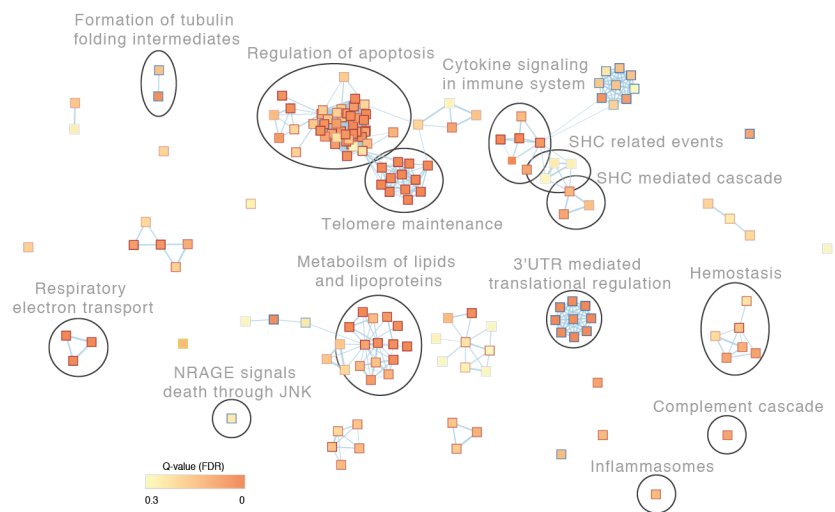 Formation of tubulin
folding intermediates
Regulation of apoptosis
Cytokine signaling
in immune system
SHC related events
SHC mediated cascade
Telomere maintenance
Metaboilsm of lipids
and lipoproteins
3'UTR mediated
translational regulation
Hemostasis
Respiratory
electron transport
NRAGE signals
death through JNK
Complement cascade
Inflammasomes
Q-value (FDR)
0.3 0